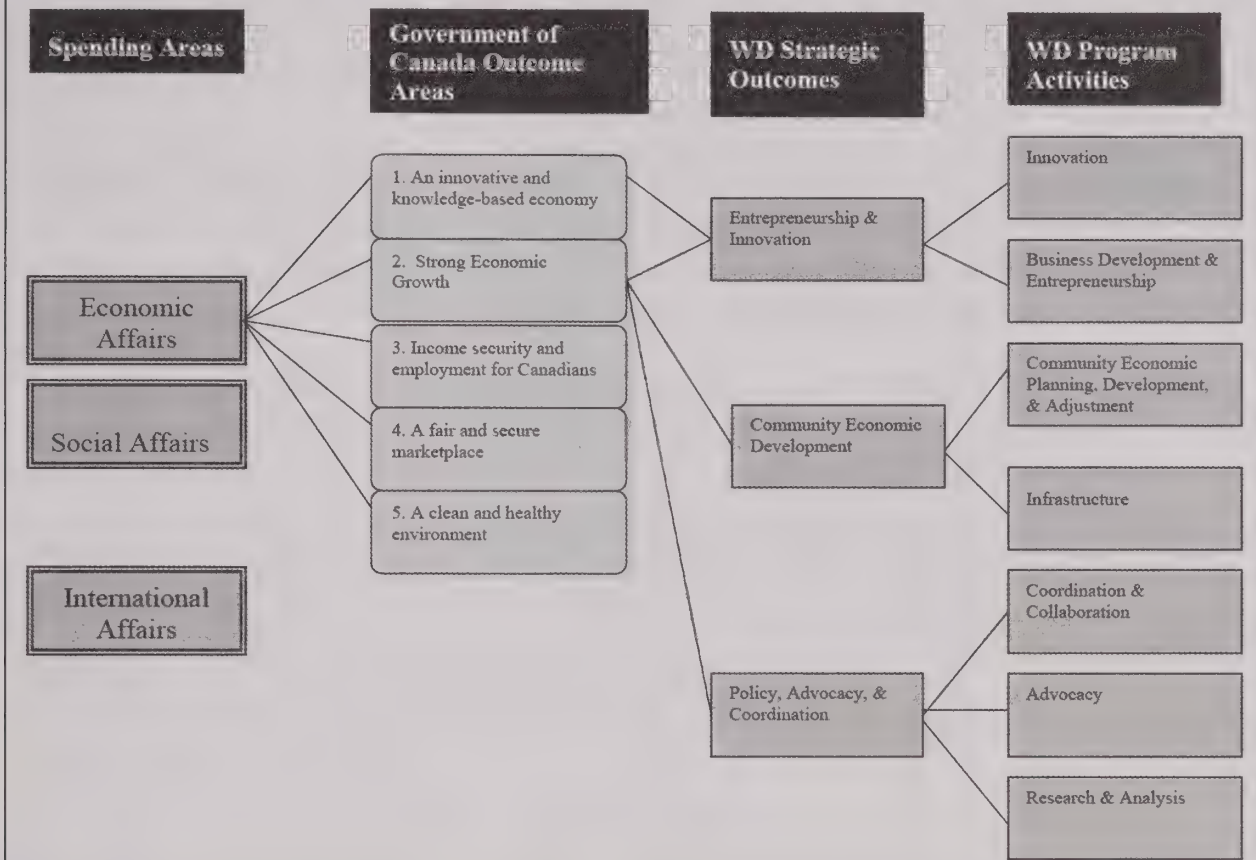 Spending Areas
Government of
Canada Outcome
Areas
WD Strategic
Outcomes
WD Program
Activities
Economic
Affairs
Social Affairs
International
Affairs
1. An innovative and
knowledge-based economy
2. Strong Economic
Growth
3. Income security and
employment for Canadians
4. A fair and secure
marketplace
5. A clean and healthy
environment
Entrepreneurship &
Innovation
Community Economic
Development
Policy, Advocacy, &
Coordination
Innovation
Business Development &
Entrepreneurship
Community Economic
Planning, Development,
& Adjustment
Infrastructure
Coordination &
Collaboration
Advocacy
Research & Analysis